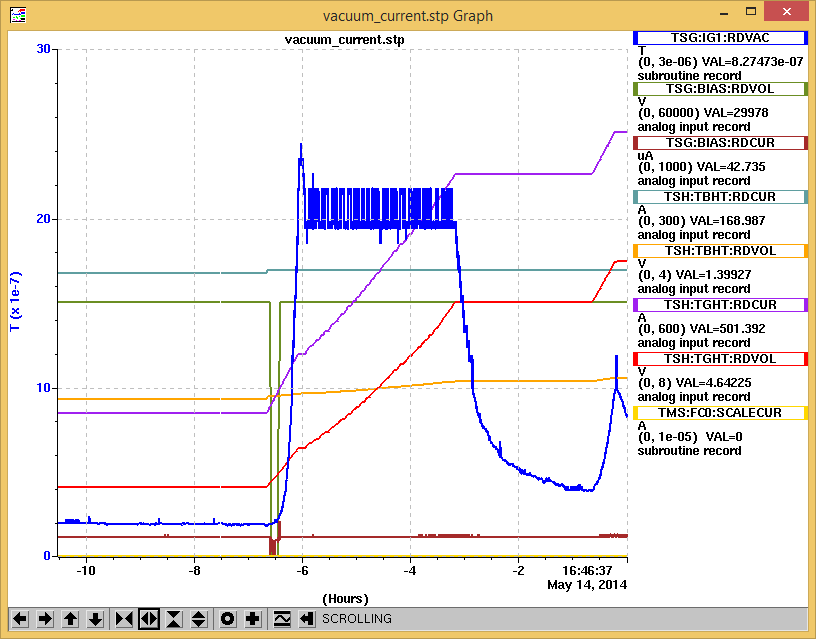 vacuum_current.stp Graph
vacuum_current.stp
30
20
10
0
T (x 1e-7)
-10
-8
-6
-4
-2
16:46:37
May 14, 2014
(Hours)
TSG:IG1:RDVAC
T
(0, 3e-06) VAL=8.27473e-07
subroutine record
TSG:BIAS:RDVOL
V
(0, 60000) VAL=29978
analog input record
TSG:BIAS:RDCUR
uA
(0, 1000) VAL=42.735
analog input record
TSH:TBHT:RDCUR
A
(0, 300) VAL=168.987
analog input record
TSH:TBHT:RDVOL
V
(0, 4) VAL=1.39927
analog input record
TSH:TGHT:RDCUR
A
(0, 600) VAL=501.392
analog input record
TSH:TGHT:RDVOL
V
(0, 8) VAL=4.64225
analog input record
TMS:FC0:SCALECUR
A
(0, 1e-05) VAL=0
subroutine record
SCROLLING